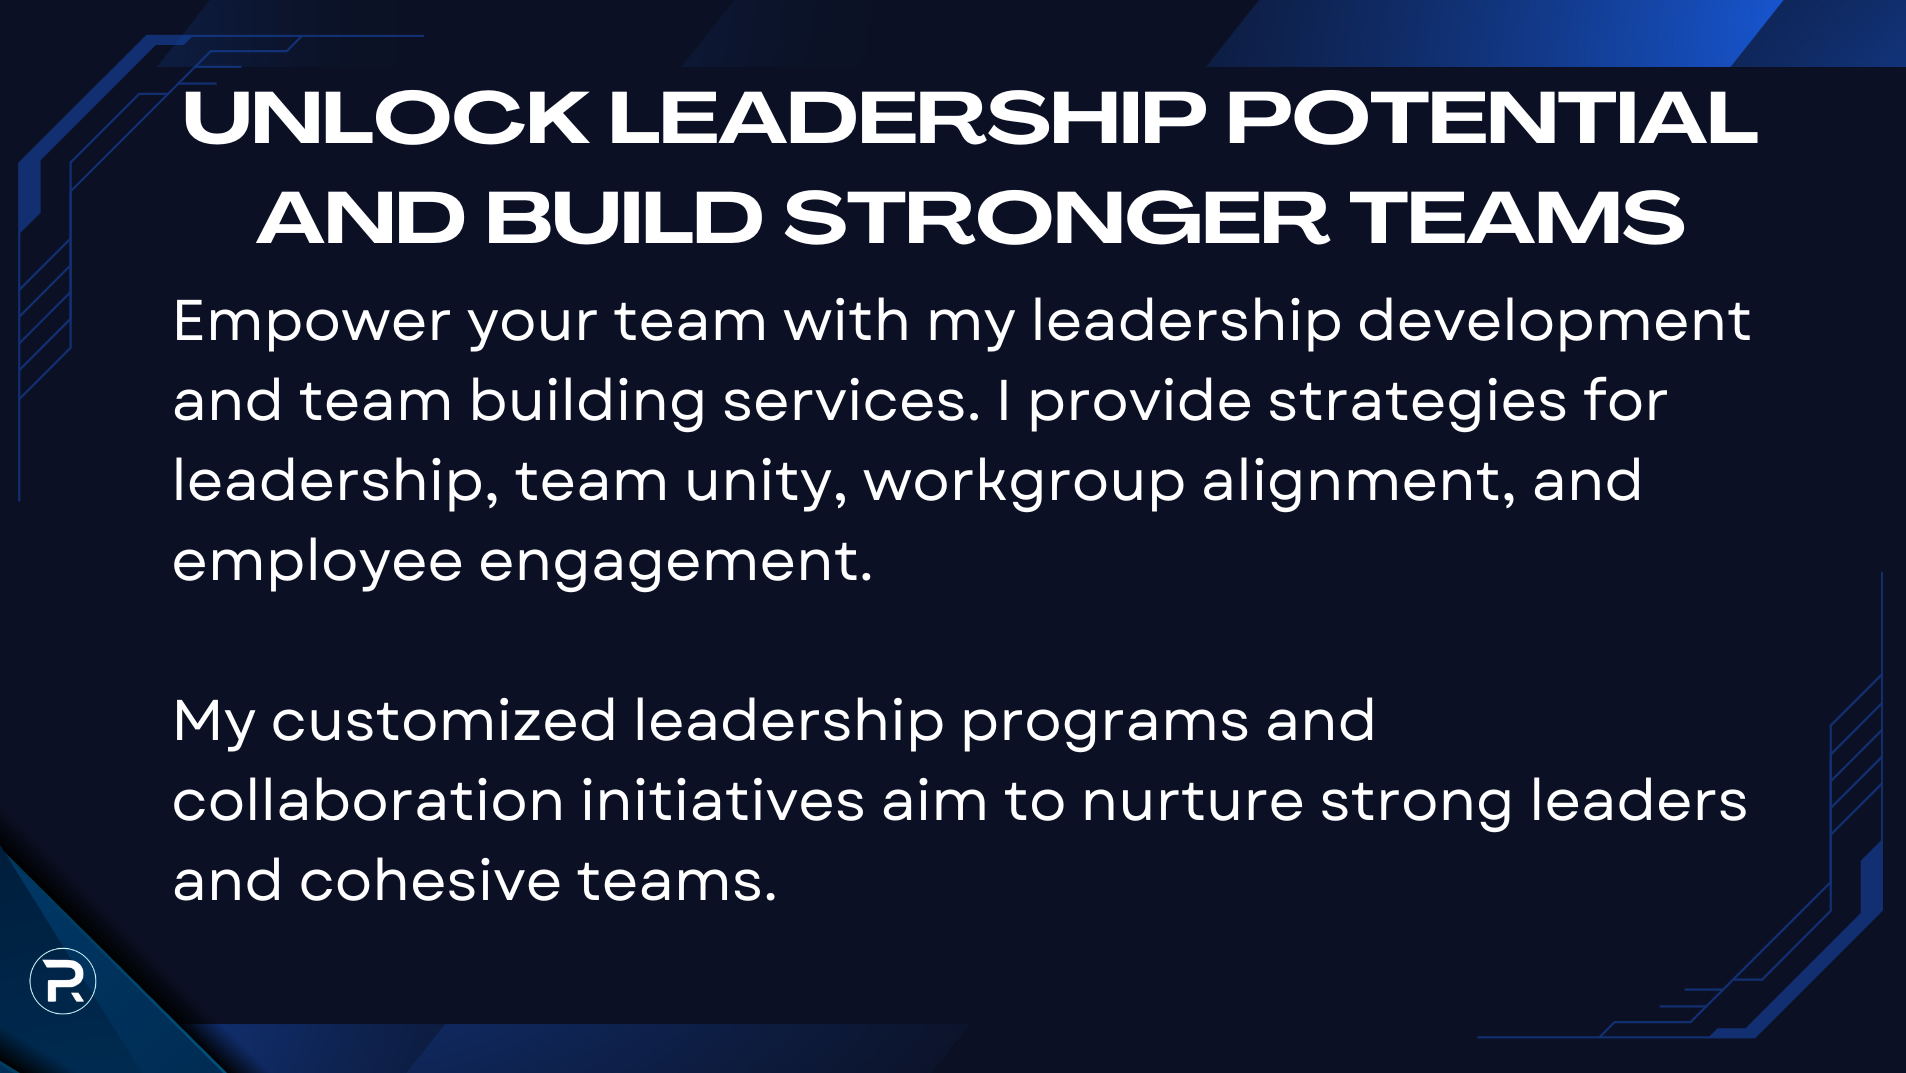 UNLOCK LEADERSHIP POTENTIAL
AND BUILD STRONGER TEAMS
Empower your team with my leadership development
and team building services. I provide strategies for
leadership, team unity, workgroup alignment, and
employee engagement.
My customized leadership programs and
collaboration initiatives aim to nurture strong leaders
and cohesive teams.
R